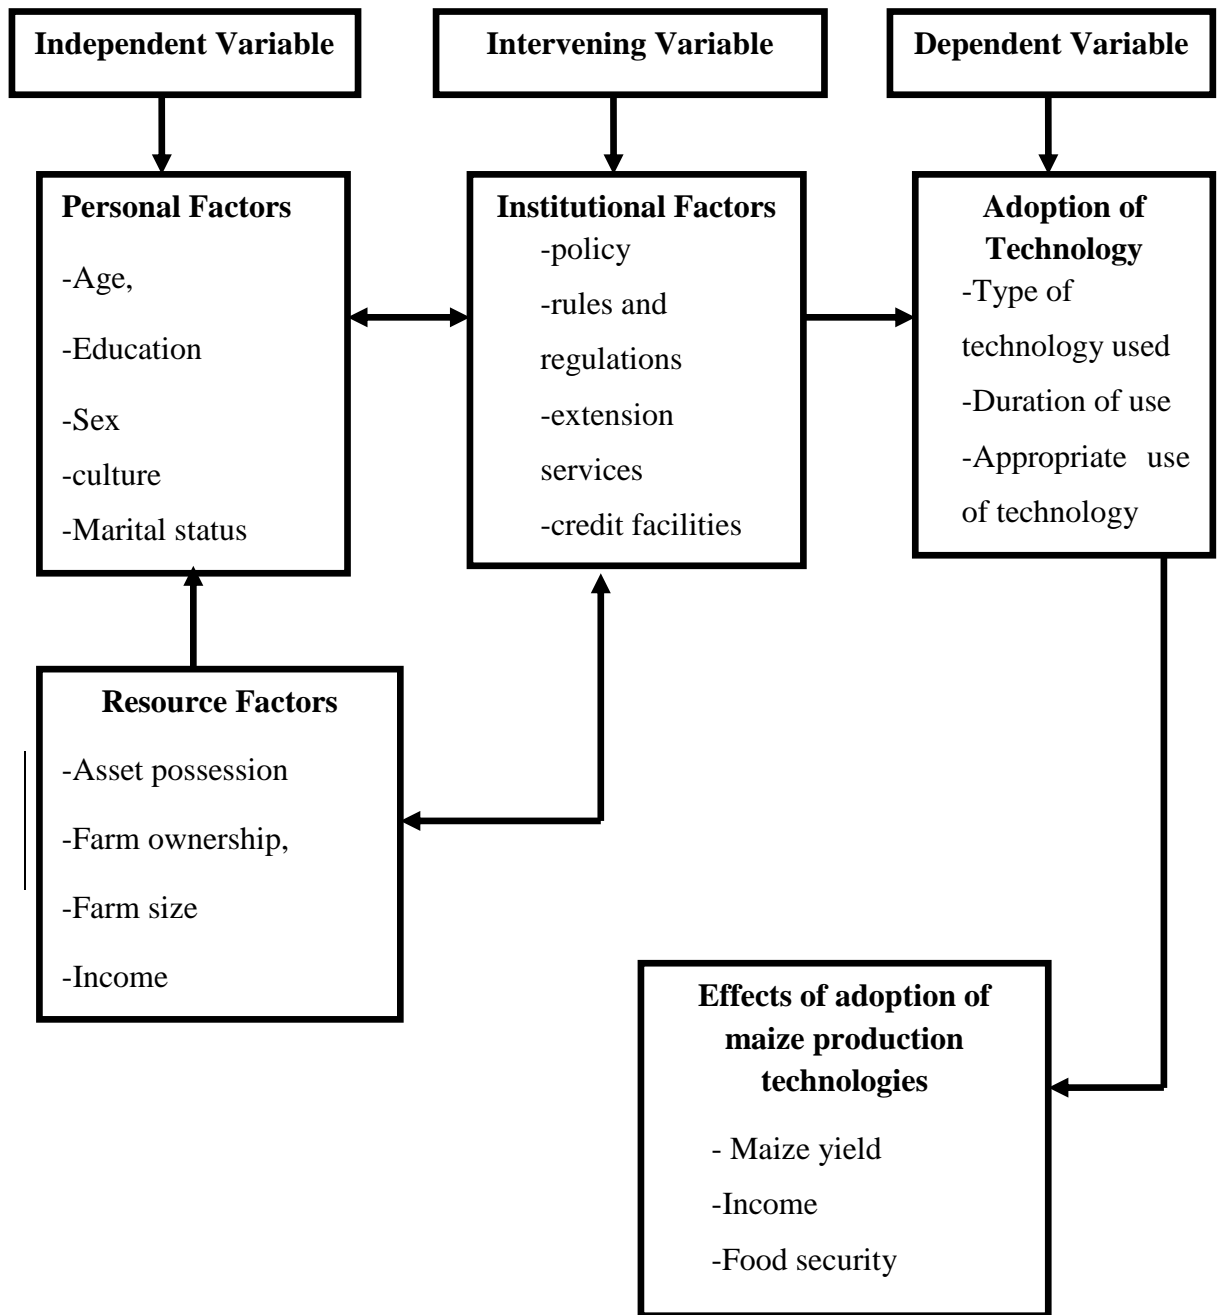 Independent Variable
Intervening Variable
Dependent Variable
Personal Factors
-Age,
-Education
-Sex
-culture
-Marital status
Institutional Factors
-policy
-rules and
regulations
-extension
services
-credit facilities
Adoption of
Technology
-Type of
technology used
-Duration of use
-Appropriate use
of technology
Resource Factors
-Asset possession
-Farm ownership,
-Farm size
-Income
Effects of adoption of
maize production
technologies
- Maize yield
-Income
-Food security